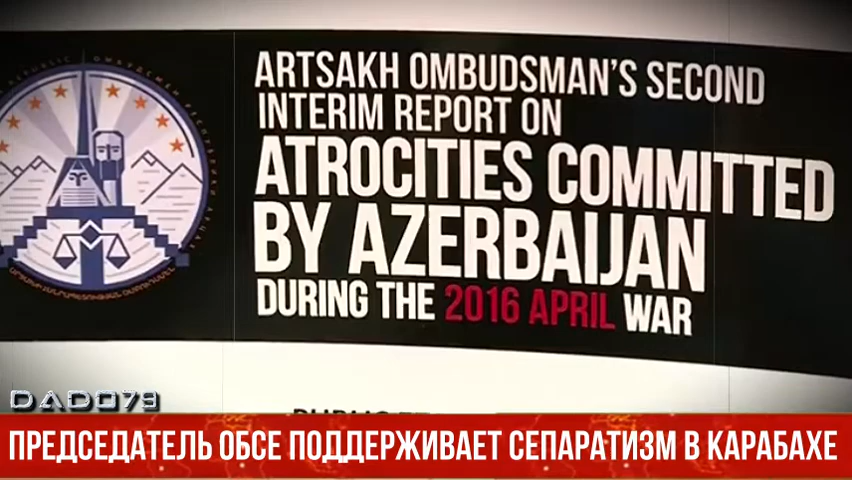 ARTSAKH OMBUDSMAN'S SECOND
INTERIM REPORT ON
ATROCITIES COMMITTED
BY AZERBAIJAN
DURING THE 2016 APRIL WAR
DADO79
ПРЕДСЕДАТЕЛЬ ОБСЕ ПОДДЕРЖИВАЕТ СЕПАРАТИЗМ В КАРАБАХЕ